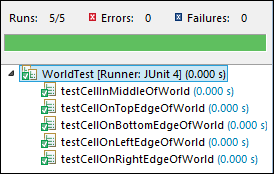 Runs: 5/5 Errors: 0 Failures: 0
WorldTest [Runner: JUnit 4] (0.000 s)
testCellInMiddleOfWorld (0.000 s)
testCellOnTopEdgeOfWorld (0.000 s)
testCellOnBottomEdgeOfWorld (0.000 s)
testCellOnLeftEdgeOfWorld (0.000 s)
testCellOnRightEdgeOfWorld (0.000 s)